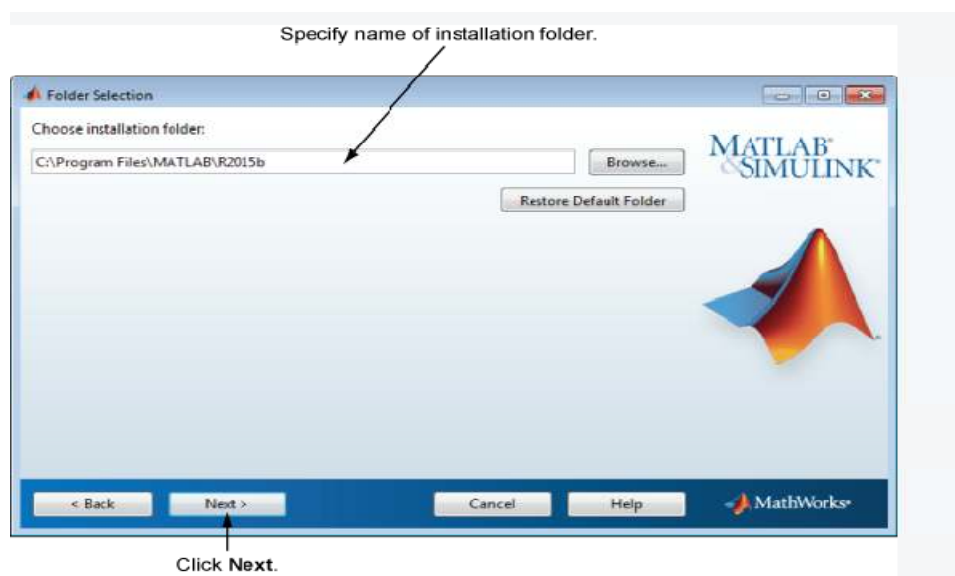 Specify name of installation folder.
Folder Selection
Choose installation folder:
C:\Program Files\MATLAB\R2015b
Browse...
Restore Default Folder
MATLAB®
&SIMULINK®
< Back
Next >
Cancel
Help
MathWorks®
Click Next.